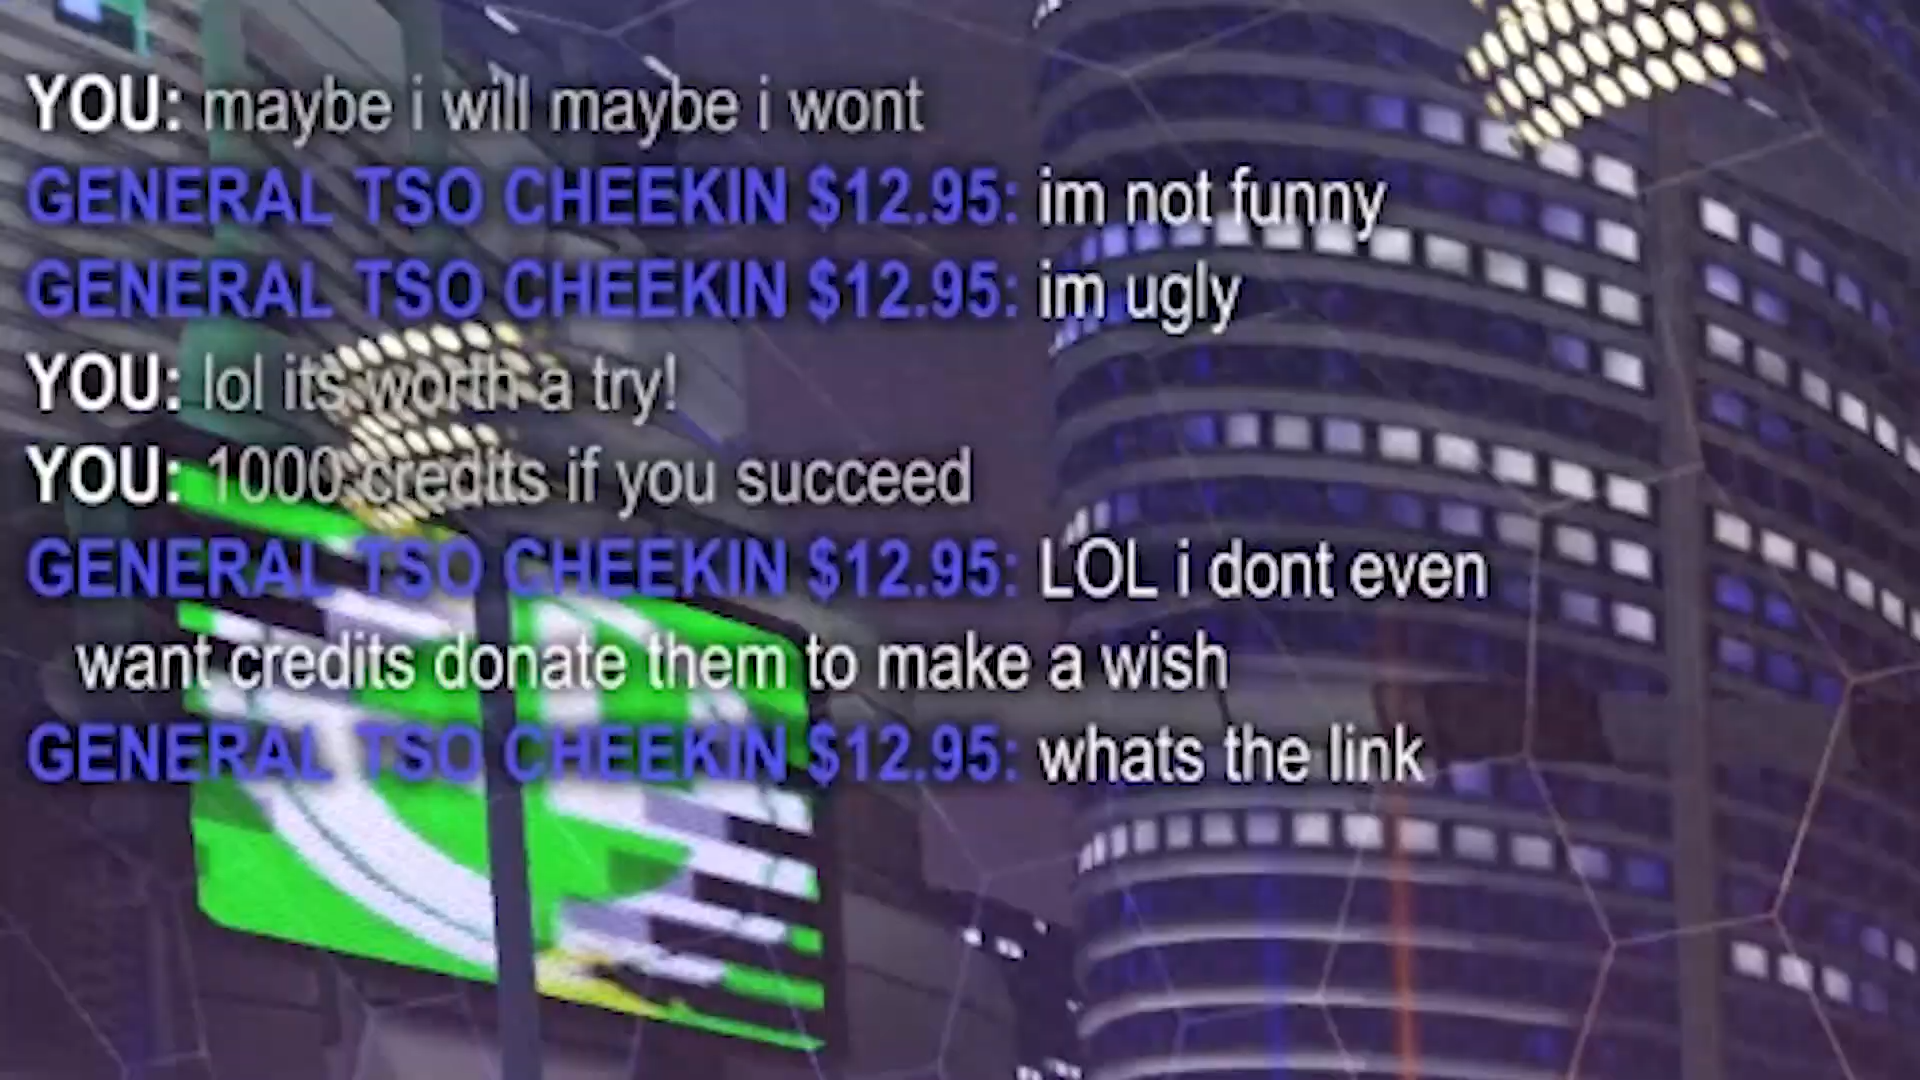 YOU: maybe i will maybe i wont
GENERAL TSO CHEEKIN $12.95: im not funny
GENERAL TSO CHEEKIN $12.95: im ugly
YOU: lol its worth a try!
YOU: 1000 credits if you succeed
GENERAL TSO CHEEKIN $12.95: LOL i dont even
want credits donate them to make a wish
GENERAL TSO CHEEKIN $12.95: whats the link